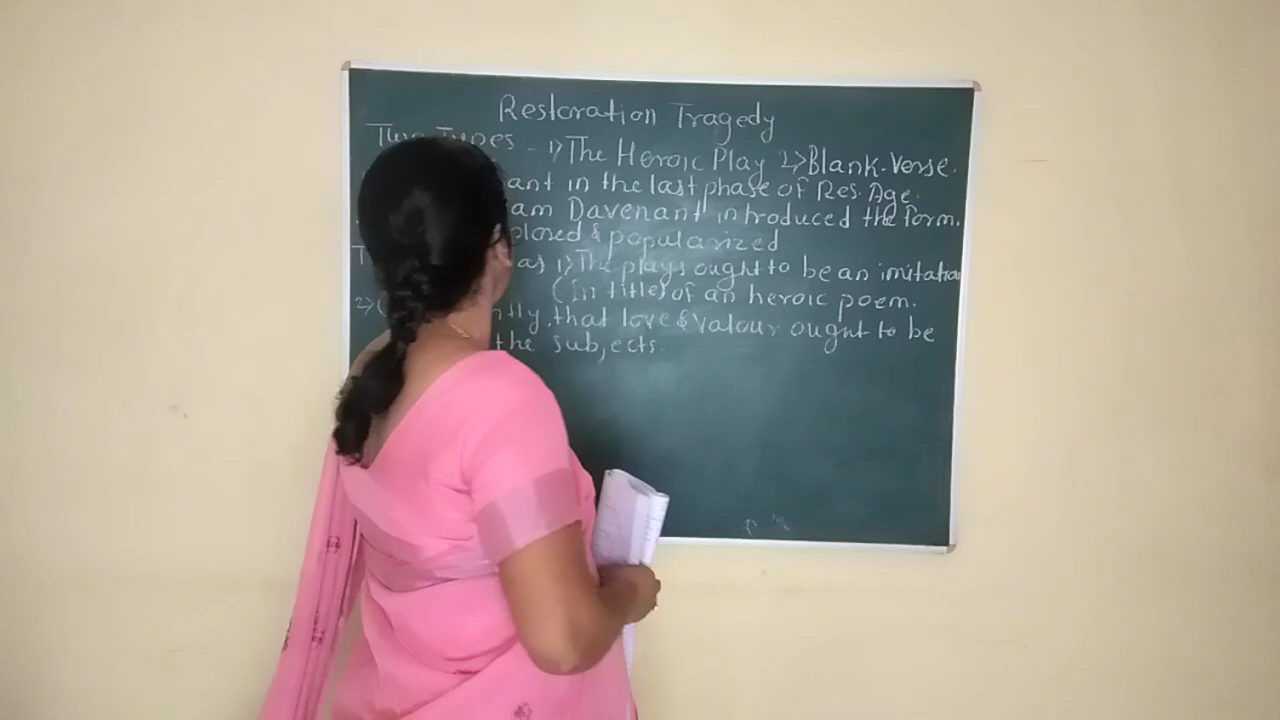 Restoration Tragedy
Two Types - 1) The Heroic Play 2) Blank-Verse.
ant in the last phase of Res. Age.
am Davenant introduced the form.
& popularized
as 1) The plays ought to be an imitation
(In title) of an heroic poem.
2) ntly, that love & valour ought to be
the subjects.